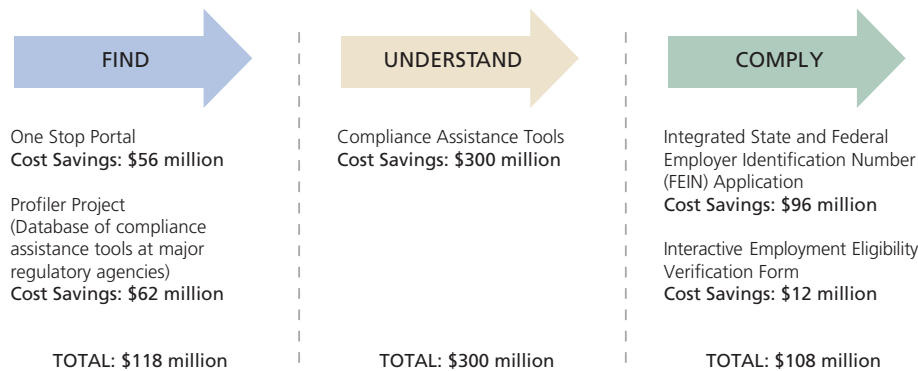 FIND
One Stop Portal
Cost Savings: $56 million
Profiler Project
(Database of compliance
assistance tools at major
regulatory agencies)
Cost Savings: $62 million
TOTAL: $118 million
UNDERSTAND
Compliance Assistance Tools
Cost Savings: $300 million
TOTAL: $300 million
COMPLY
Integrated State and Federal
Employer Identification Number
(FEIN) Application
Cost Savings: $96 million
Interactive Employment Eligibility
Verification Form
Cost Savings: $12 million
TOTAL: $108 million